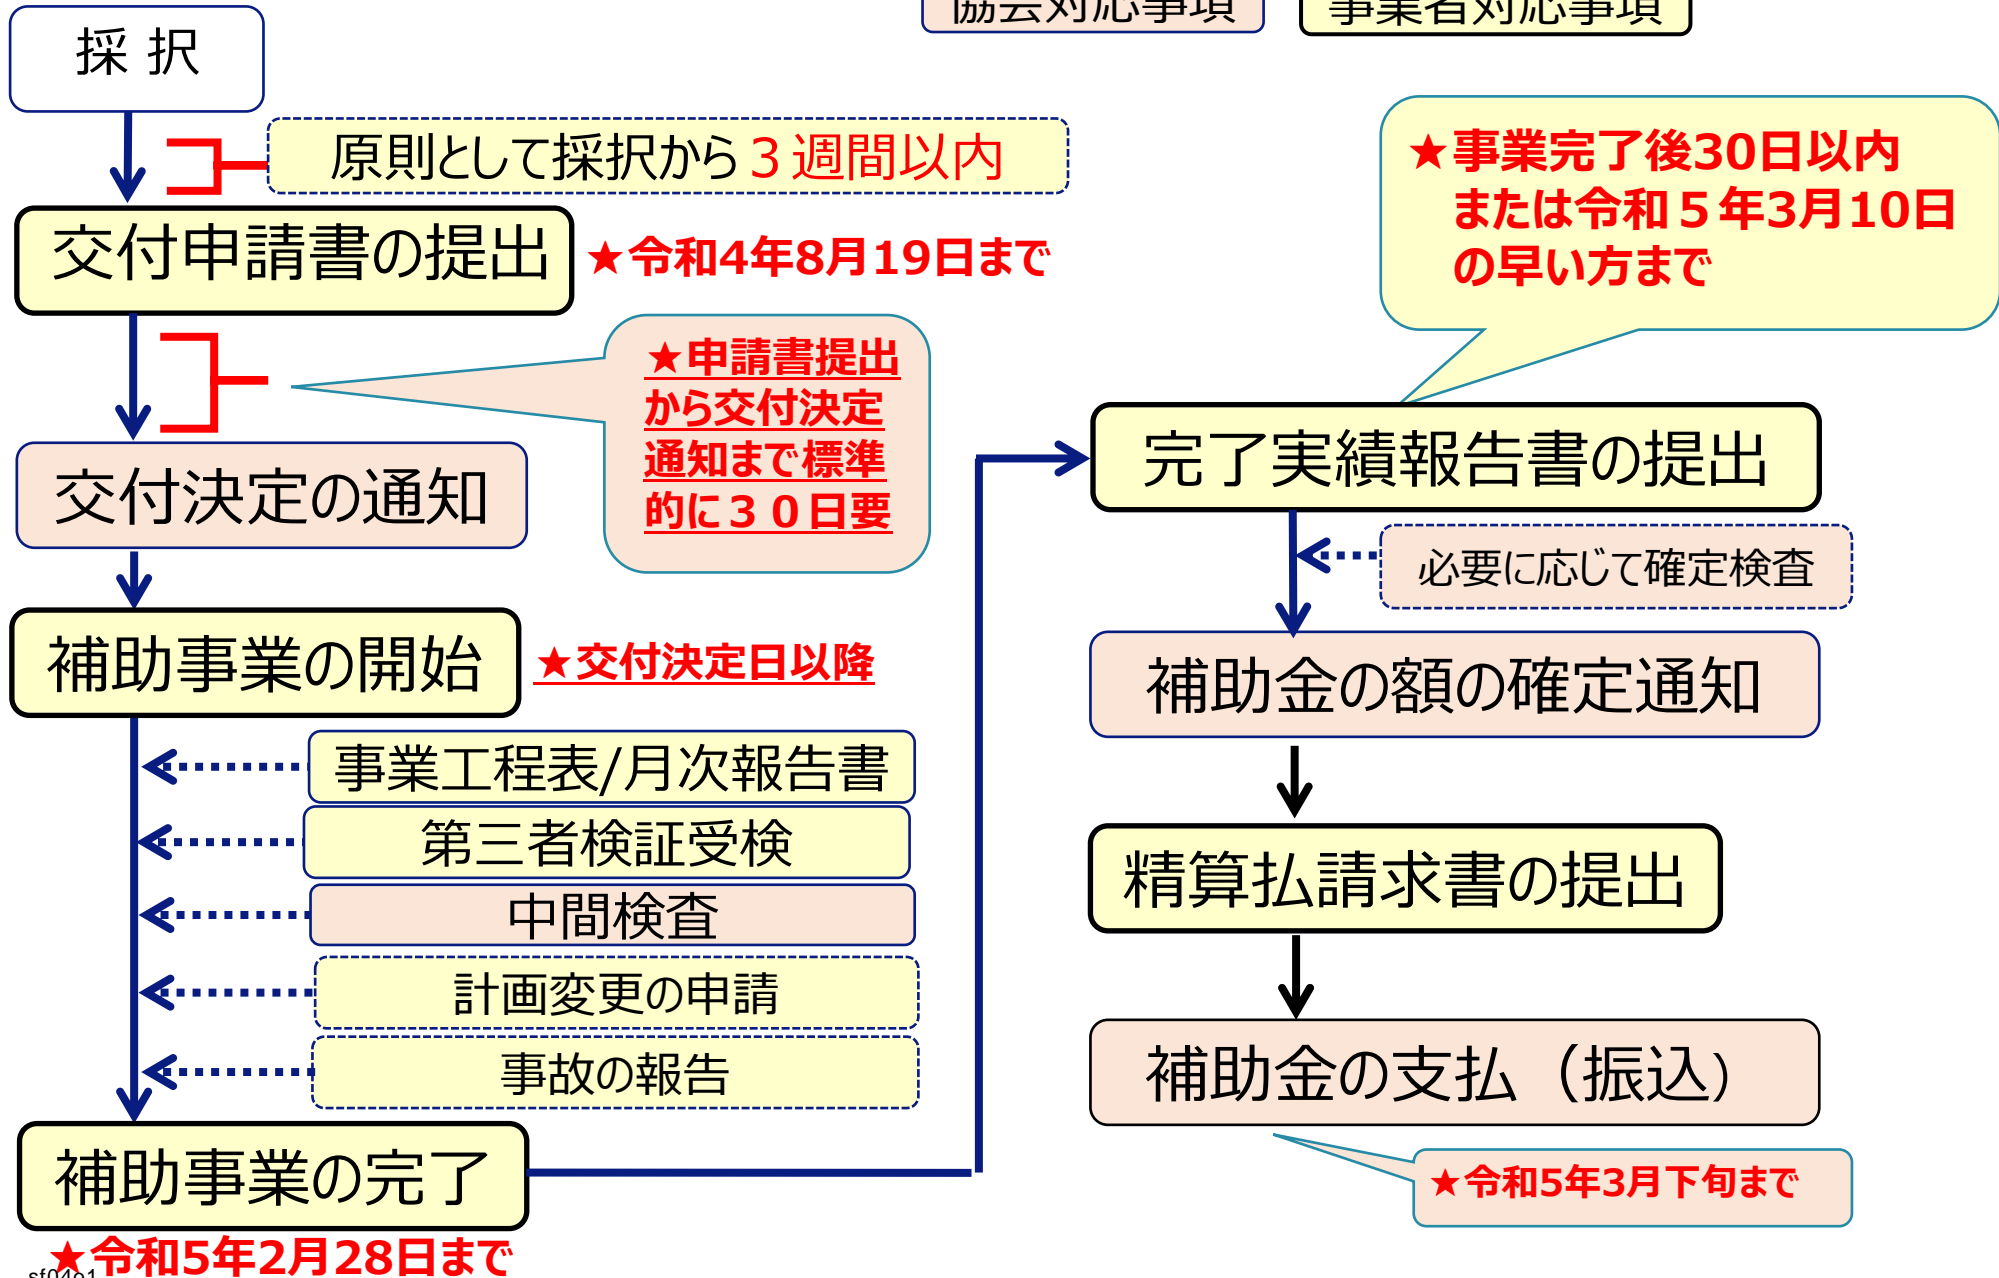 協会対応事項
事業者対応事項
採 択
原則として採択から３週間以内
交付申請書の提出
★令和4年8月19日まで
★申請書提出
から交付決定
通知まで標準
的に３０日要
交付決定の通知
補助事業の開始
★交付決定日以降
事業工程表/月次報告書
第三者検証受検
中間検査
計画変更の申請
事故の報告
補助事業の完了
★令和5年2月28日まで
sf04e1
★事業完了後30日以内
または令和５年3月10日
の早い方まで
完了実績報告書の提出
必要に応じて確定検査
補助金の額の確定通知
精算払請求書の提出
補助金の支払（振込）
★令和5年3月下旬まで